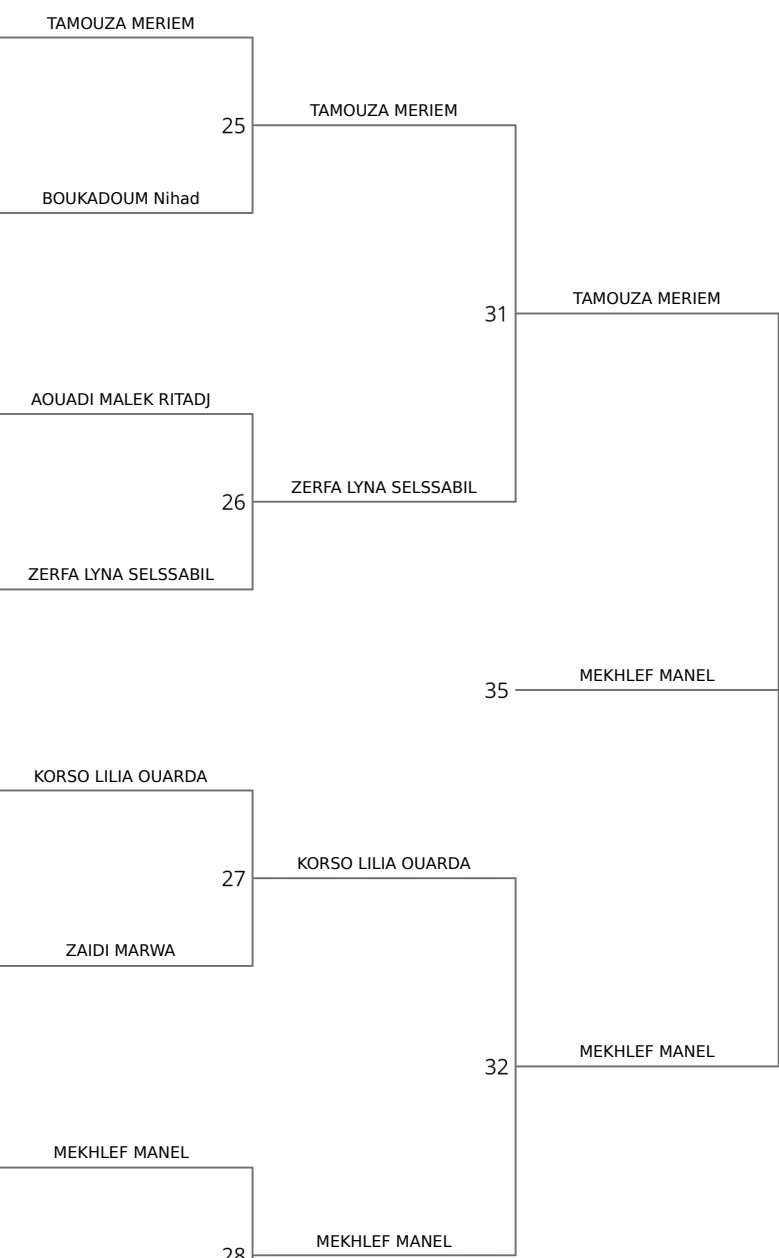 TAMOUZA MERIEM
TAMOUZA MERIEM
25
BOUKADOUM Nihad
TAMOUZA MERIEM
31
AOUADI MALEK RITADJ
ZERFA LYNA SELSSABIL
26
ZERFA LYNA SELSSABIL
MEKHLEF MANEL
35
KORSO LILIA OUARDA
KORSO LILIA OUARDA
27
ZAIDI MARWA
MEKHLEF MANEL
32
MEKHLEF MANEL
MEKHLEF MANEL
28